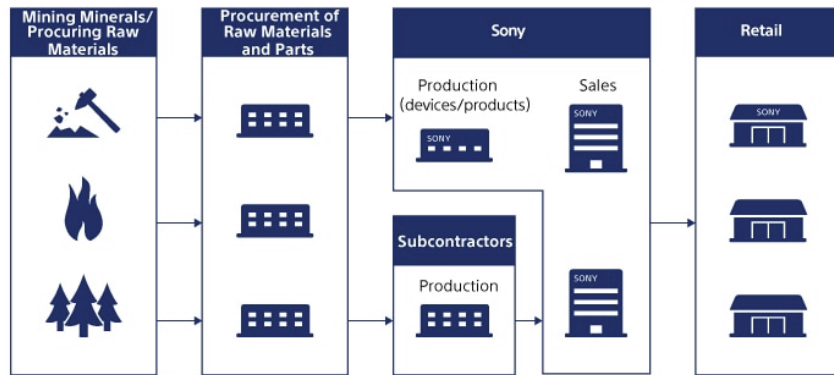 Mining Minerals/
Procuring Raw
Materials
Procurement of
Raw Materials
and Parts
Sony
Retail
Production
(devices/products)
Sales
SONY
SONY
SONY
Subcontractors
Production
SONY